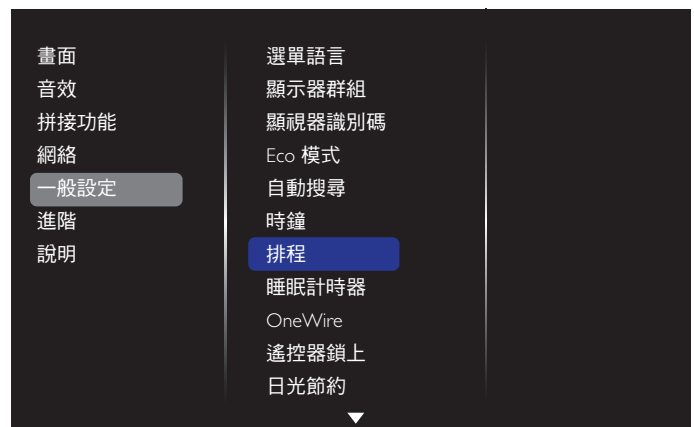 畫面
音效
拼接功能
網絡
一般設定
進階
說明
選單語言
顯示器群組
顯視器識別碼
Eco 模式
自動搜尋
時鐘
排程
睡眠計時器
OneWire
遙控器鎖上
日光節約